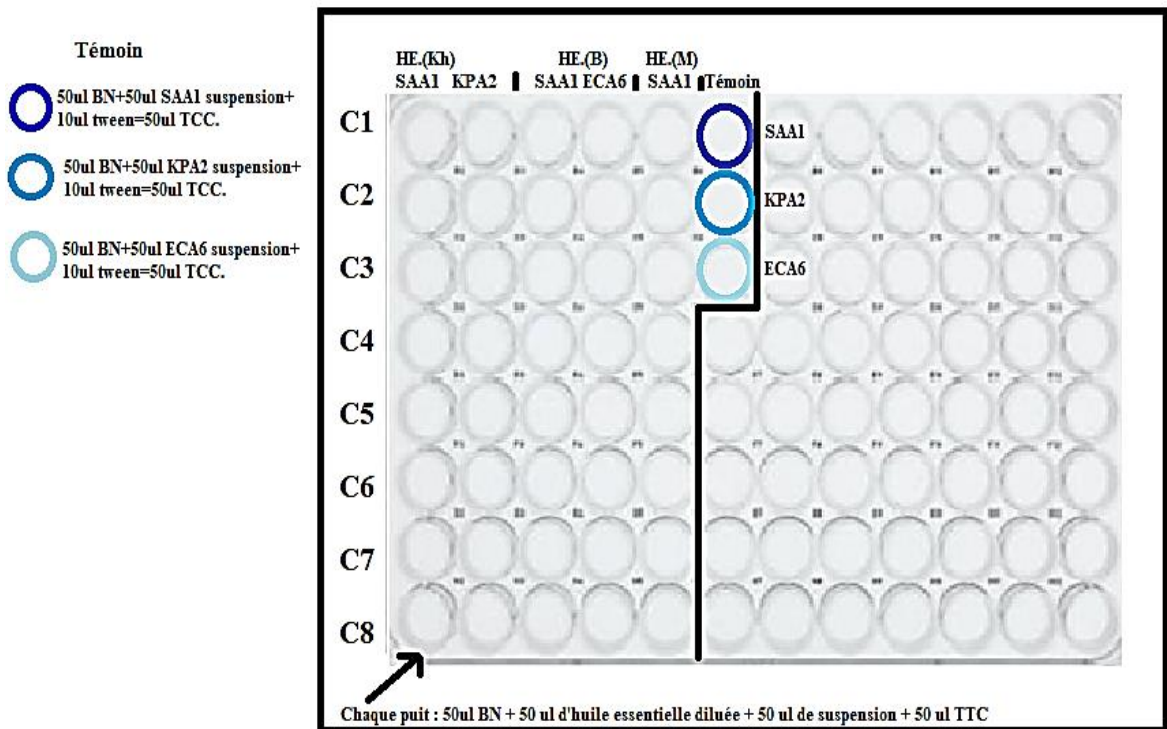 Témoin
50ul BN+50ul SAA1 suspension+
10ul tween=50ul TCC.
50ul BN+50ul KPA2 suspension+
10ul tween=50ul TCC.
50ul BN+50ul ECA6 suspension+
10ul tween=50ul TCC.
HE.(Kh) HE.(B) HE.(M)
SAA1 KPA2 SAA1 ECA6 SAA1 Témoin
C1 SAA1
C2 KPA2
C3 ECA6
C4
C5
C6
C7
C8
Chaque puit : 50ul BN + 50 ul d'huile essentielle diluée + 50 ul de suspension + 50 ul TTC